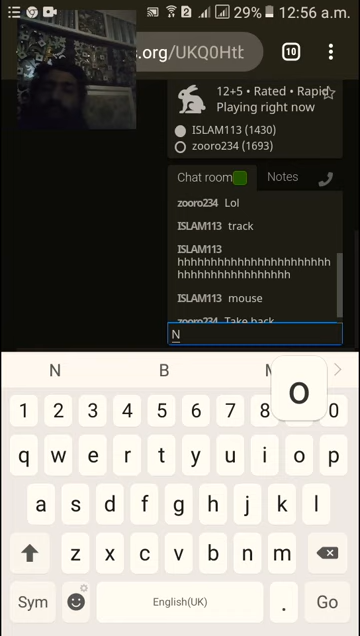 29% 12:56 a.m.
s.org/UKQ0Htt
10
12+5 • Rated • Rapid
Playing right now
ISLAM113 (1430)
zooro234 (1693)
Chat room
Notes
zooro234 Lol
ISLAM113 track
ISLAM113
hhhhhhhhhhhhhhhhhhhhhhh
hhhhhhhhhhhhhhhhh
ISLAM113 mouse
zooro234 Take back
N
N B
o
1 2 3 4 5 6 7 8 0
q w e r t y u i o p
a s d f g h j k l
z x c v b n m
Sym English(UK) . Go